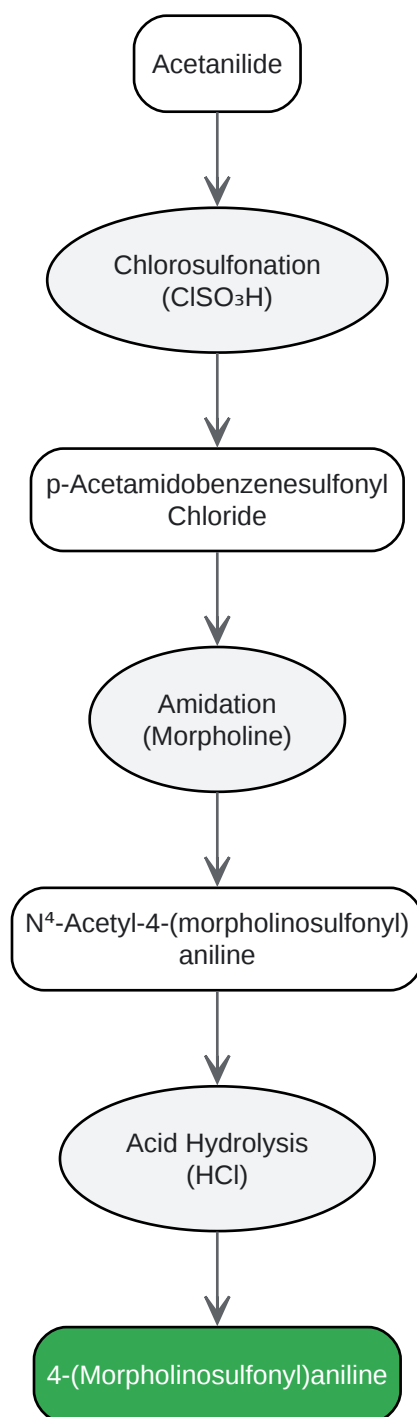 Acetanilide
Chlorosulfonation
(ClSO₃H)
p-Acetamidobenzenesulfonyl
Chloride
Amidation
(Morpholine)
N⁴-Acetyl-4-(morpholinosulfonyl)
aniline
Acid Hydrolysis
(HCl)
4-(Morpholinosulfonyl)aniline